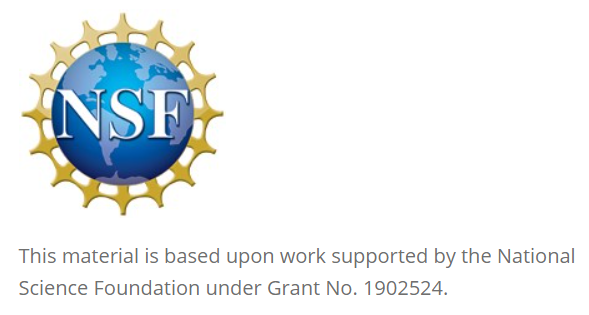 NSF
This material is based upon work supported by the National
Science Foundation under Grant No. 1902524.